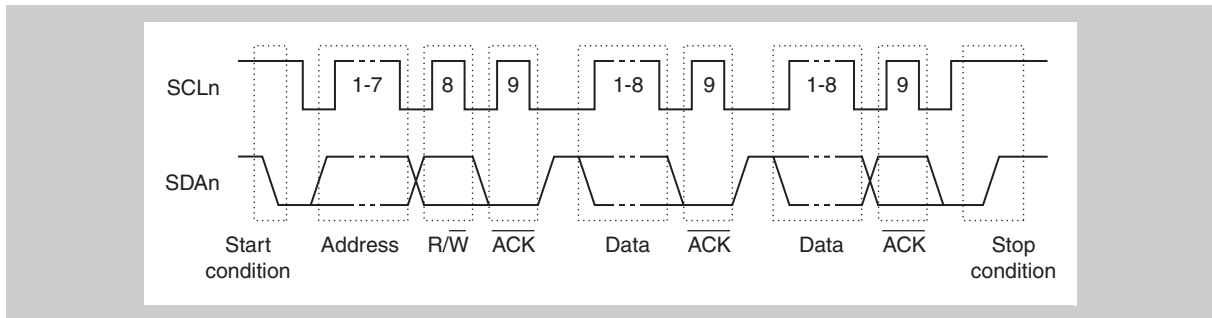 SCLn 1-7 8 9 1-8 9 1-8 9
SDAn
Start condition Address R/W ACK Data ACK Data ACK Stop condition